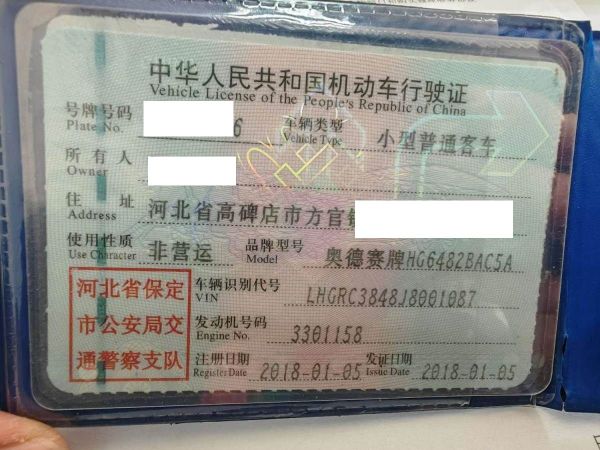 中华人民共和国机动车行驶证
Vehicle License of the People's Republic of China
号牌号码 6 车辆类型 小型普通客车
Plate No. Vehicle Type
所有人
Owner
住址 河北省高碑店市方官镇
Address
使用性质 非营运 品牌型号 奥德赛牌HG6482BAC5A
Use Character Model
河北省保定 车辆识别代号 LHGRC3848J8001087
VIN
市公安局交 发动机号码 3301158
Engine No.
通警察支队 注册日期 2018-01-05 发证日期 2018-01-05
Register Date Issue Date